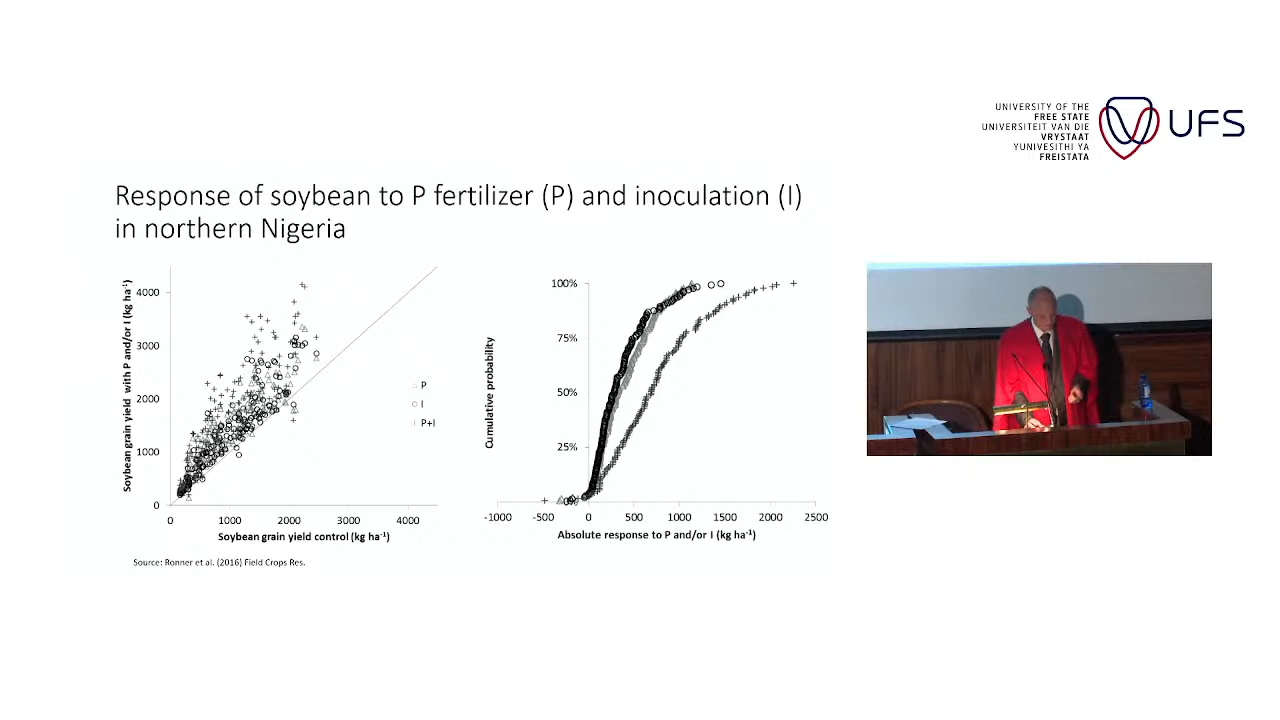 UNIVERSITY OF THE
FREE STATE
UNIVERSITEIT VAN DIE
VRYSTAAT
YUNIVESITHI YA
FREISTATA
UFS
Response of soybean to P fertilizer (P) and inoculation (I)
in northern Nigeria
Soybean grain yield with P and/or I (kg ha⁻¹)
4000
3000
2000
1000
0
0 1000 2000 3000 4000
Soybean grain yield control (kg ha⁻¹)
P
I
P+I
Cumulative probability
100%
75%
50%
25%
-1000 -500 0 500 1000 1500 2000 2500
Absolute response to P and/or I (kg ha⁻¹)
Source: Ronner et al. (2016) Field Crops Res.